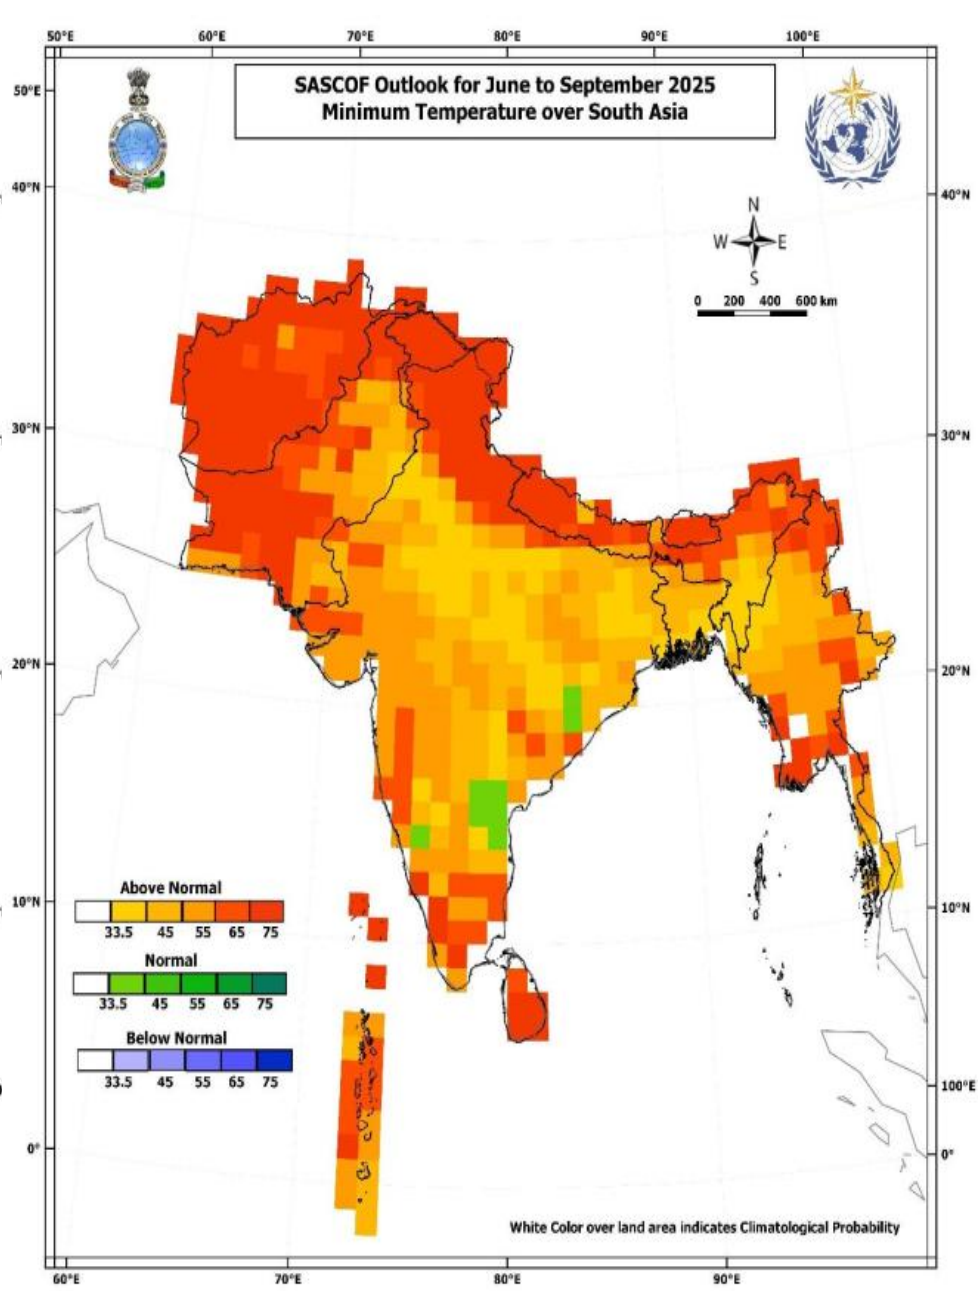 50°E 60°E 70°E 80°E 90°E 100°E
SASCOF Outlook for June to September 2025
Minimum Temperature over South Asia
50°E
40°N 40°N
N
W E
S
0 200 400 600 km
30°N 30°N
20°N 20°N
10°N 10°N
Above Normal
33.5 45 55 65 75
Normal
33.5 45 55 65 75
Below Normal
33.5 45 55 65 75
100°E
0° 0°
White Color over land area indicates Climatological Probability
60°E 70°E 80°E 90°E